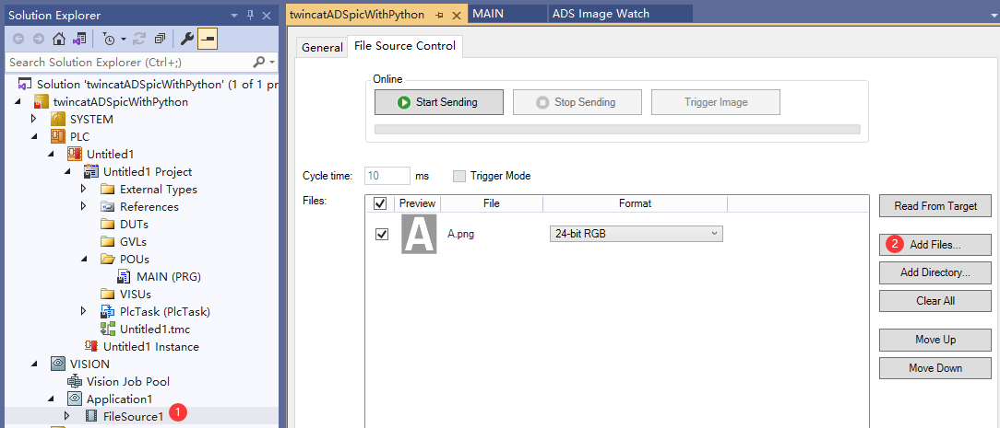 Solution Explorer
Search Solution Explorer (Ctrl+;)
Solution 'twincatADSpicWithPython' (1 of 1 pr
twincatADSpicWithPython
SYSTEM
PLC
Untitled1
Untitled1 Project
External Types
References
DUTs
GVLs
POUs
MAIN (PRG)
VISUs
PlcTask (PlcTask)
Untitled1.tmc
Untitled1 Instance
VISION
Vision Job Pool
Application1
FileSource1 1
twincatADSpicWithPython MAIN ADS Image Watch
General File Source Control
Online
Start Sending Stop Sending Trigger Image
Cycle time: 10 ms Trigger Mode
Files: Preview File Format
A A.png 24-bit RGB
Read From Target
2 Add Files...
Add Directory...
Clear All
Move Up
Move Down